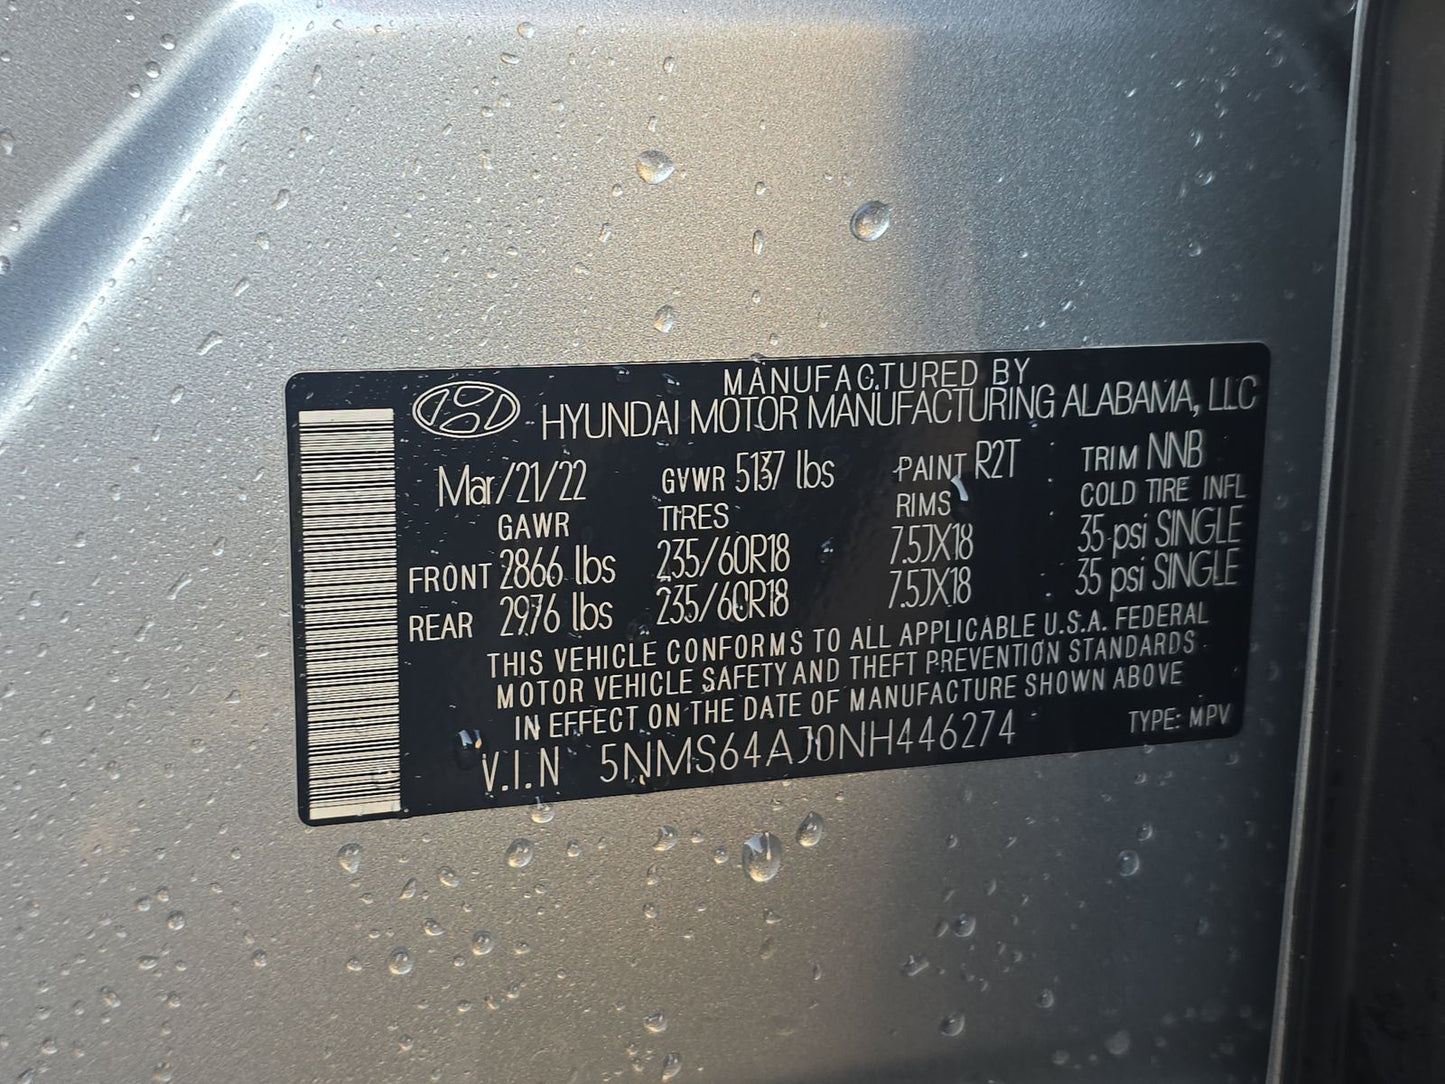 MANUFACTURED BY
HYUNDAI MOTOR MANUFACTURING ALABAMA, LLC
Mar/21/22 GVWR 5137 lbs PAINT R2T TRIM NNB
GAWR TIRES RIMS COLD TIRE INFL
FRONT 2866 lbs 235/60R18 7.5JX18 35 psi SINGLE
REAR 2976 lbs 235/60R18 7.5JX18 35 psi SINGLE
THIS VEHICLE CONFORMS TO ALL APPLICABLE U.S.A. FEDERAL
MOTOR VEHICLE SAFETY AND THEFT PREVENTION STANDARDS
IN EFFECT ON THE DATE OF MANUFACTURE SHOWN ABOVE
V.I.N 5NMS64AJ0NH446274 TYPE: MPV